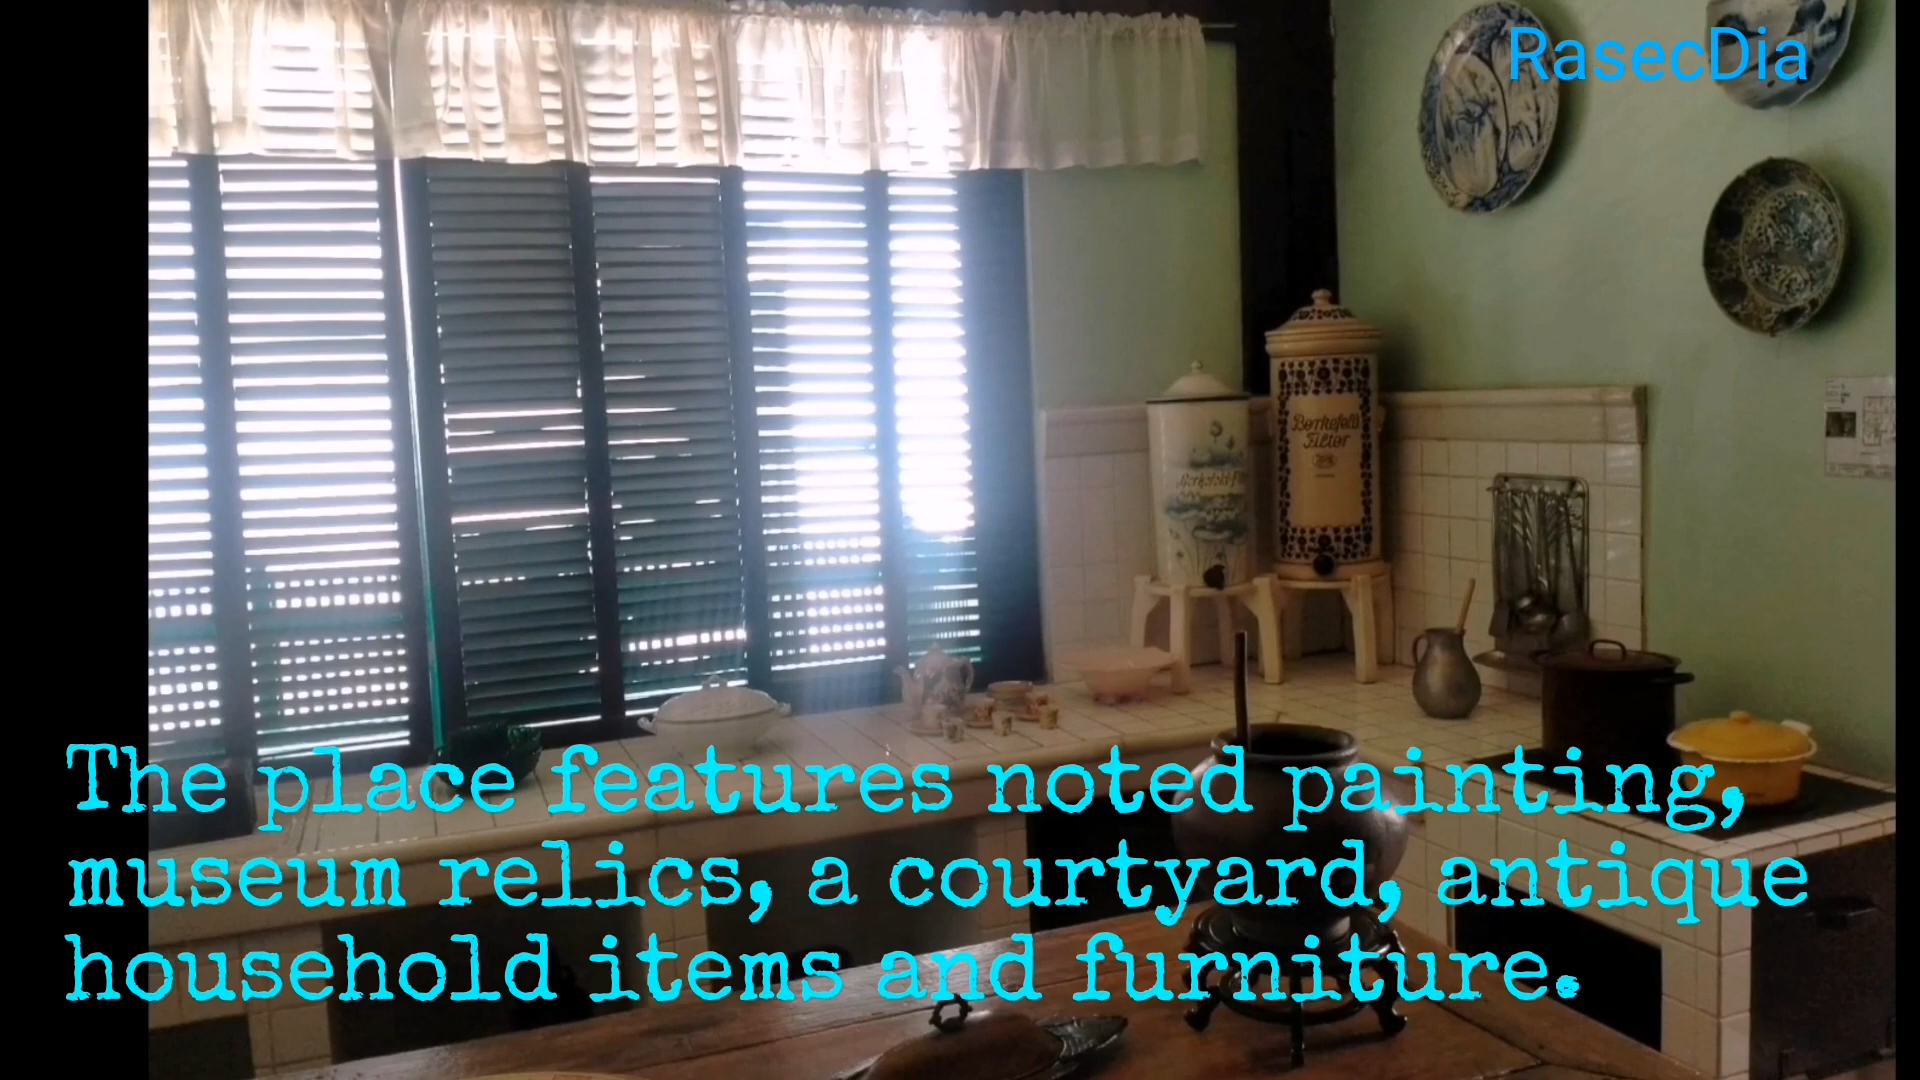 RasecDia
Berkefeld
Filter
The place features noted painting,
museum relics, a courtyard, antique
household items and furniture.